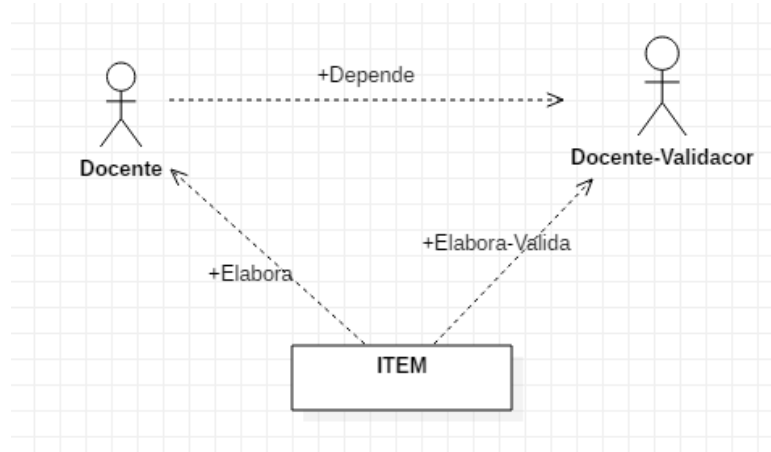 +Depende
Docente
Docente-Validacor
+Elabora-Valida
+Elabora
ITEM